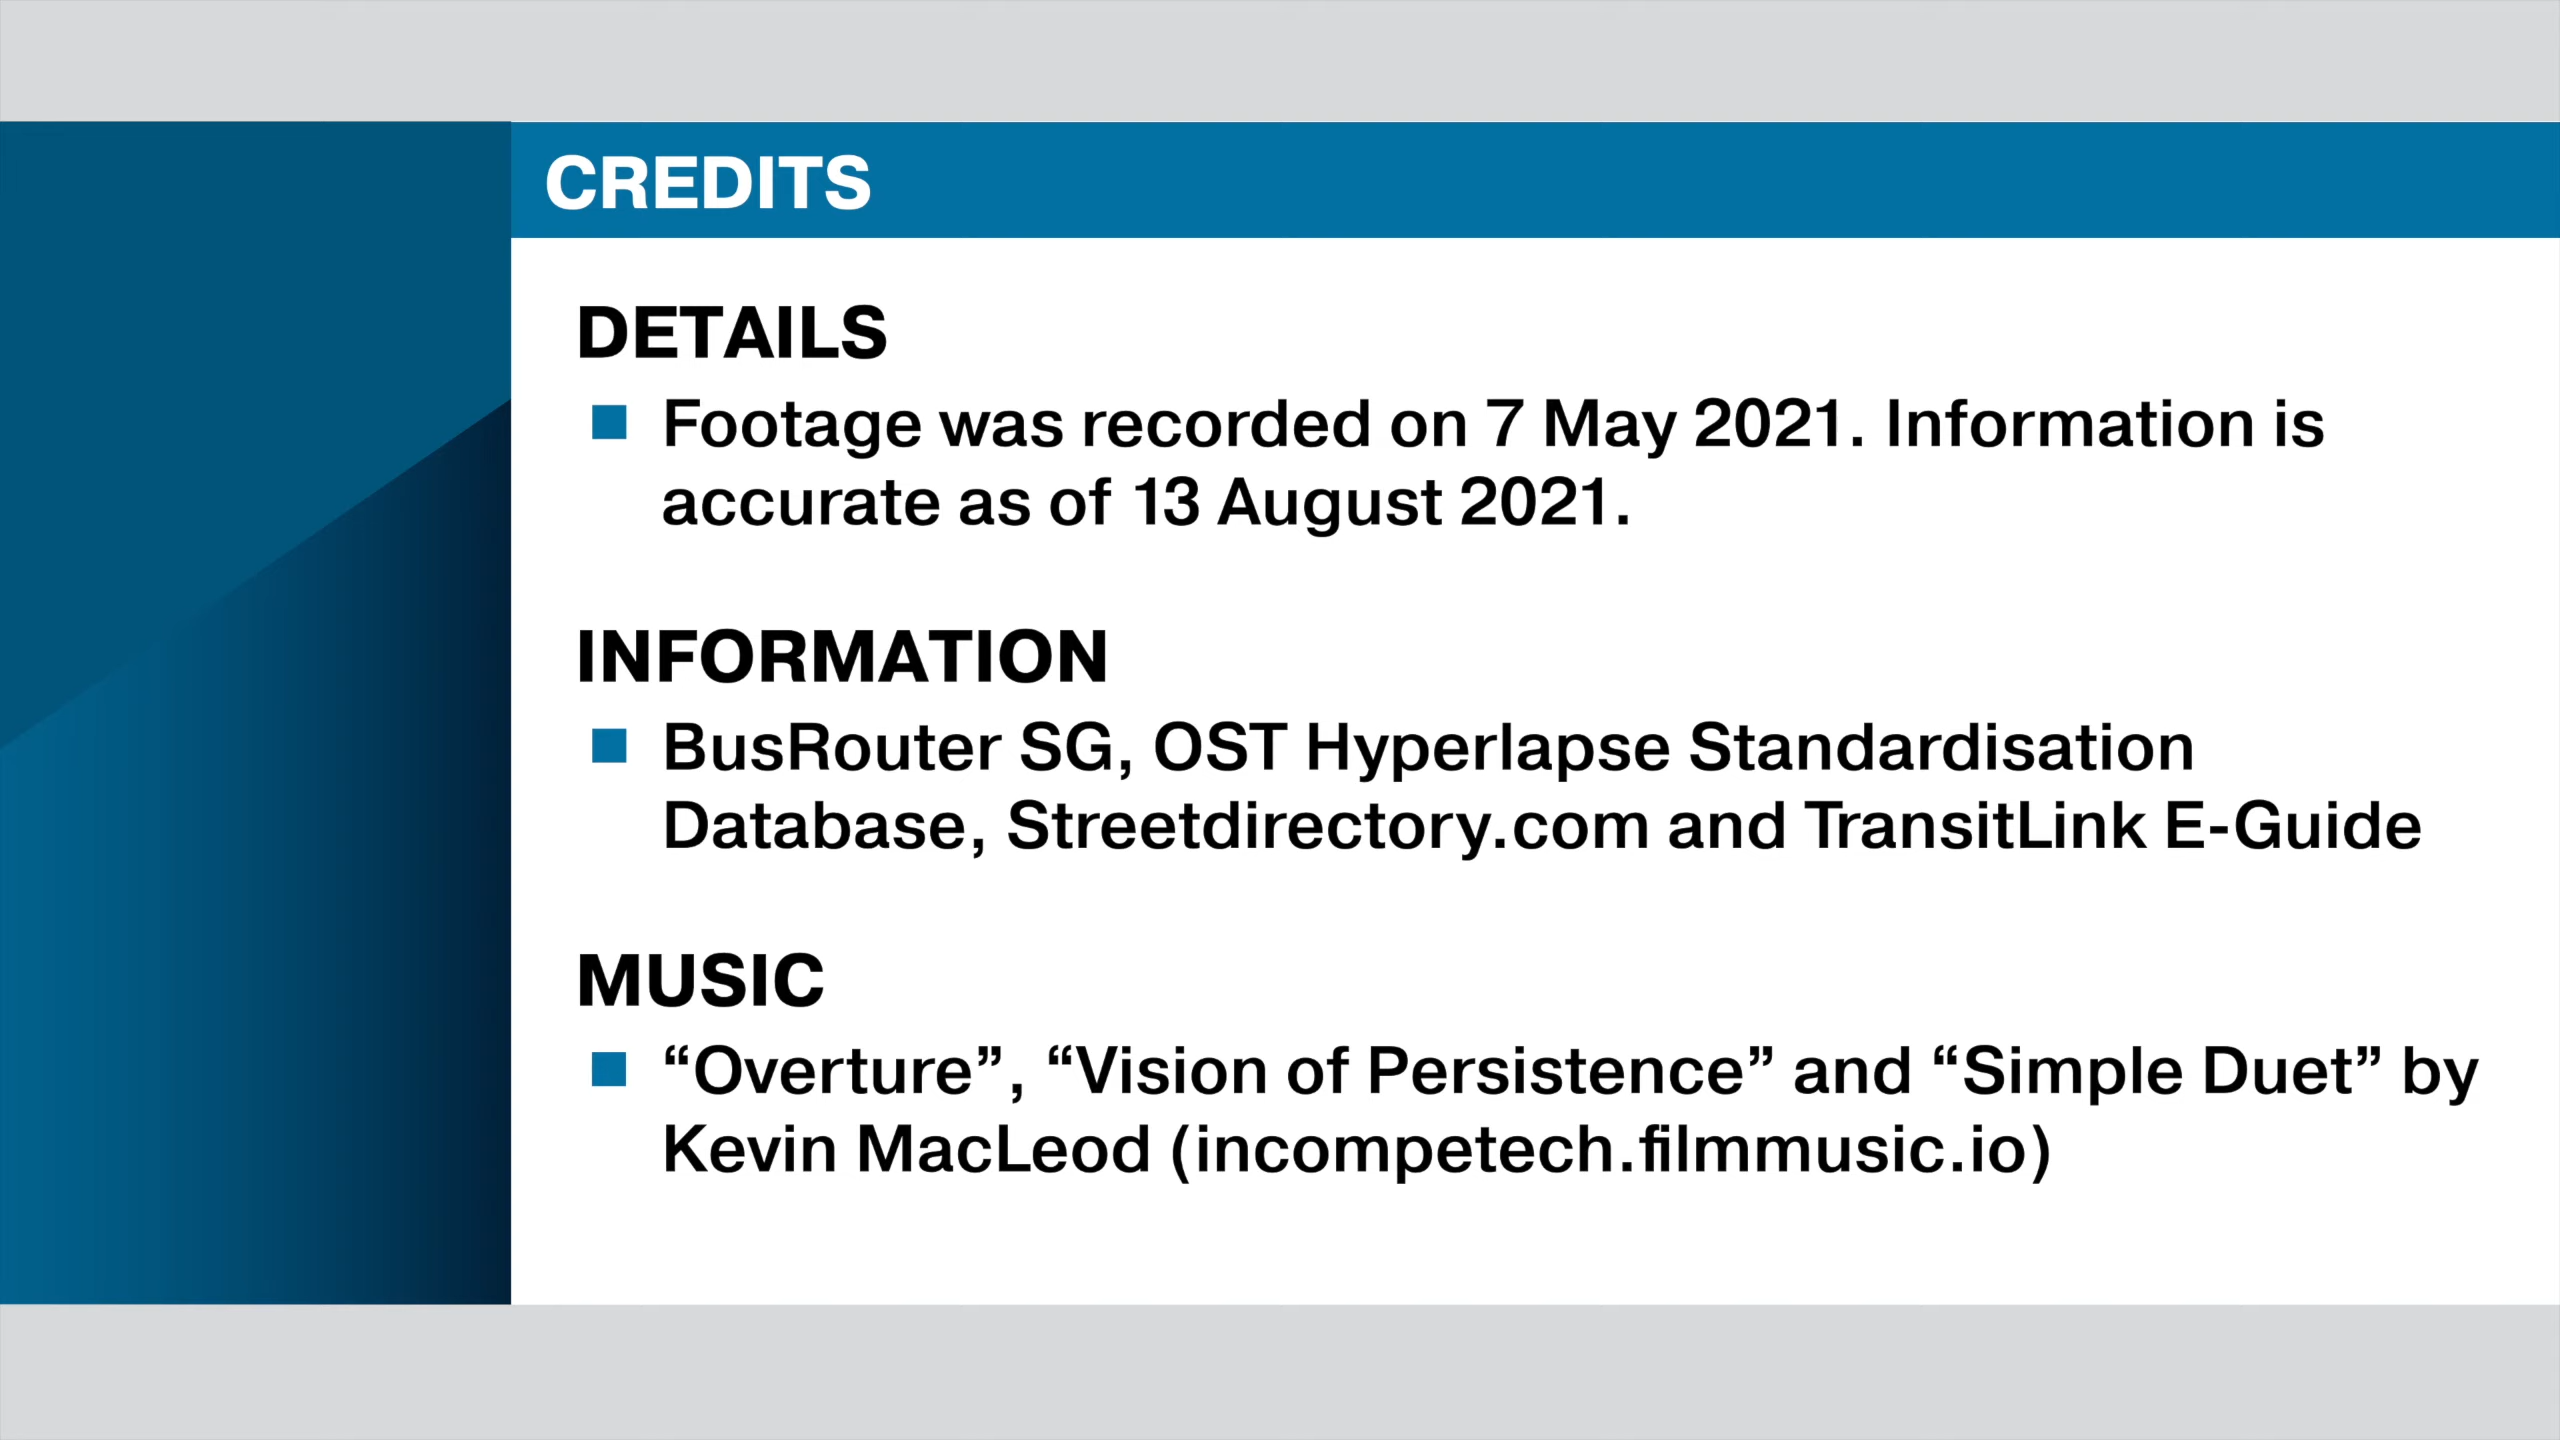 CREDITS
DETAILS
Footage was recorded on 7 May 2021. Information is
accurate as of 13 August 2021.
INFORMATION
BusRouter SG, OST Hyperlapse Standardisation
Database, Streetdirectory.com and TransitLink E-Guide
MUSIC
“Overture”, “Vision of Persistence” and “Simple Duet” by
Kevin MacLeod (incompetech.filmmusic.io)